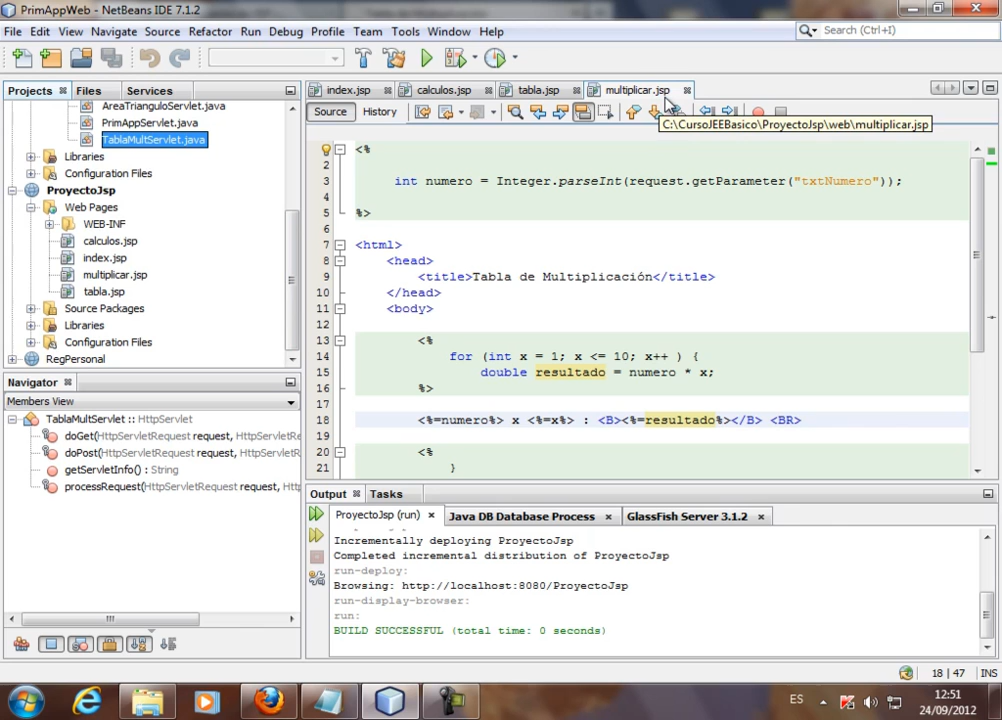 PrimAppWeb - NetBeans IDE 7.1.2
File Edit View Navigate Source Refactor Run Debug Profile Team Tools Window Help
Search (Ctrl+I)
Projects Files Services
AreaTrianguloServlet.java
PrimAppServlet.java
TablaMultServlet.java
Libraries
Configuration Files
ProyectoJsp
Web Pages
WEB-INF
calculos.jsp
index.jsp
multiplicar.jsp
tabla.jsp
Source Packages
Libraries
Configuration Files
RegPersonal
Navigator
Members View
TablaMultServlet :: HttpServlet
doGet(HttpServletRequest request, HttpServletRe
doPost(HttpServletRequest request, HttpServletR
getServletInfo() : String
processRequest(HttpServletRequest request, Htt
index.jsp calculos.jsp tabla.jsp multiplicar.jsp
Source History
C:\CursoJEEBasico\ProyectoJsp\web\multiplicar.jsp
<%
2
3 int numero = Integer.parseInt(request.getParameter("txtNumero"));
4
5 %>
6
7 <html>
8 <head>
9 <title>Tabla de Multiplicación</title>
10 </head>
11 <body>
12
13 <%
14 for (int x = 1; x <= 10; x++ ) {
15 double resultado = numero * x;
16 %>
17
18 <%=numero%> x <%=x%> : <B><%=resultado%></B> <BR>
19
20 <%
21 }
Output Tasks
ProyectoJsp (run) Java DB Database Process GlassFish Server 3.1.2
Incrementally deploying ProyectoJsp
Completed incremental distribution of ProyectoJsp
run-deploy:
Browsing: http://localhost:8080/ProyectoJsp
run-display-browser:
run:
BUILD SUCCESSFUL (total time: 0 seconds)
18 | 47 INS
ES
12:51
24/09/2012